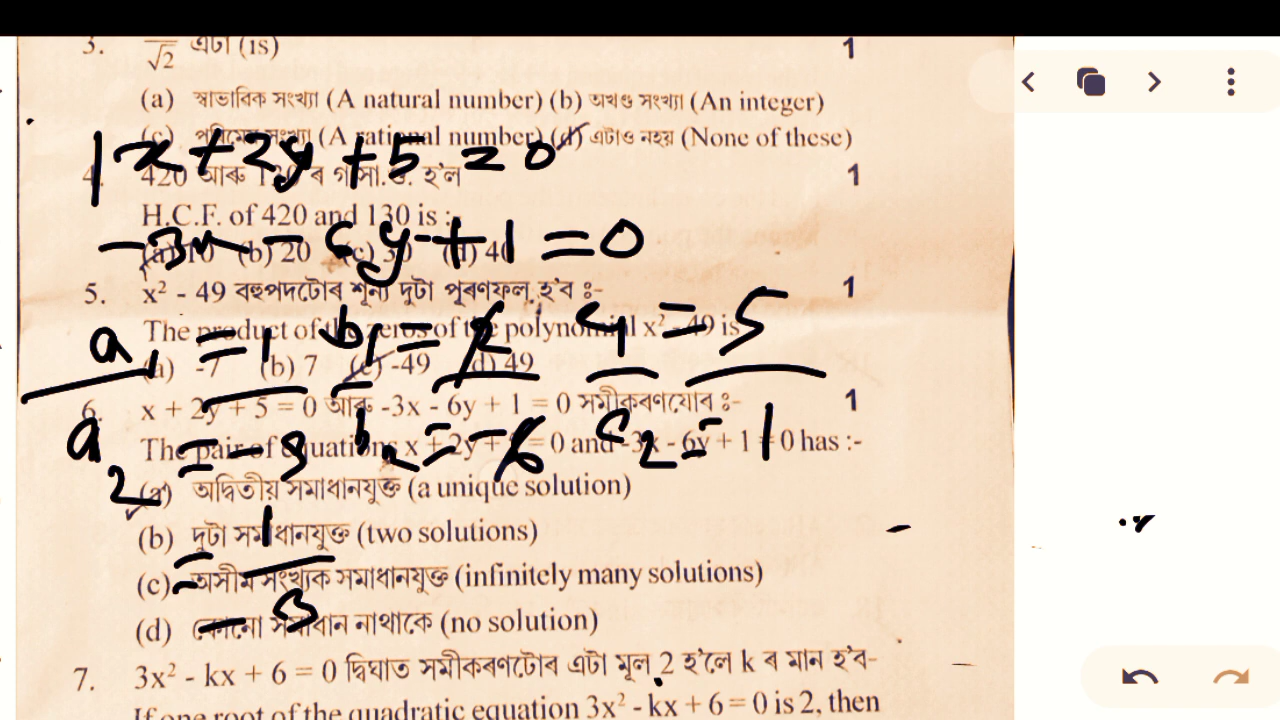 3. √2 এটা (is) 1
(a) স্বাভাৱিক সংখ্যা (A natural number) (b) অখণ্ড সংখ্যা (An integer)
(c) পৰিমেয় সংখ্যা (A rational number) (d) এটাও নহয় (None of these)
1x + 2y + 5 = 0
4. 420 আৰু 130 ৰ গ.সা.উ. হ'ল 1
H.C.F. of 420 and 130 is :-
-3x - 6y + 1 = 0
(a) 10 (b) 20 (c) 30 (d) 40
5. x² - 49 বহুপদটোৰ শূন্য দুটা পূৰণফল হ'ব ঃ- 1
The product of the zeros of the polynomial x² - 49 is
a₁ = 1 b₁ = 2 c₁ = 5
(a) -7 (b) 7 (c) -49 (d) 49
6. x + 2y + 5 = 0 আৰু -3x - 6y + 1 = 0 সমীকৰণযোৰ ঃ- 1
a₂ = -3 b₂ = -6 c₂ = 1
The pair of equations x + 2y + 5 = 0 and -3x - 6y + 1 = 0 has :-
(a) অদ্বিতীয় সমাধানযুক্ত (a unique solution)
(b) দুটা সমাধানযুক্ত (two solutions)
= 1
(c) অসীম সংখ্যক সমাধানযুক্ত (infinitely many solutions)
-3
(d) কোনো সমাধান নাথাকে (no solution)
7. 3x² - kx + 6 = 0 দ্বিঘাত সমীকৰণটোৰ এটা মূল 2 হ'লে k ৰ মান হ'ব-
If one root of the quadratic equation 3x² - kx + 6 = 0 is 2, then